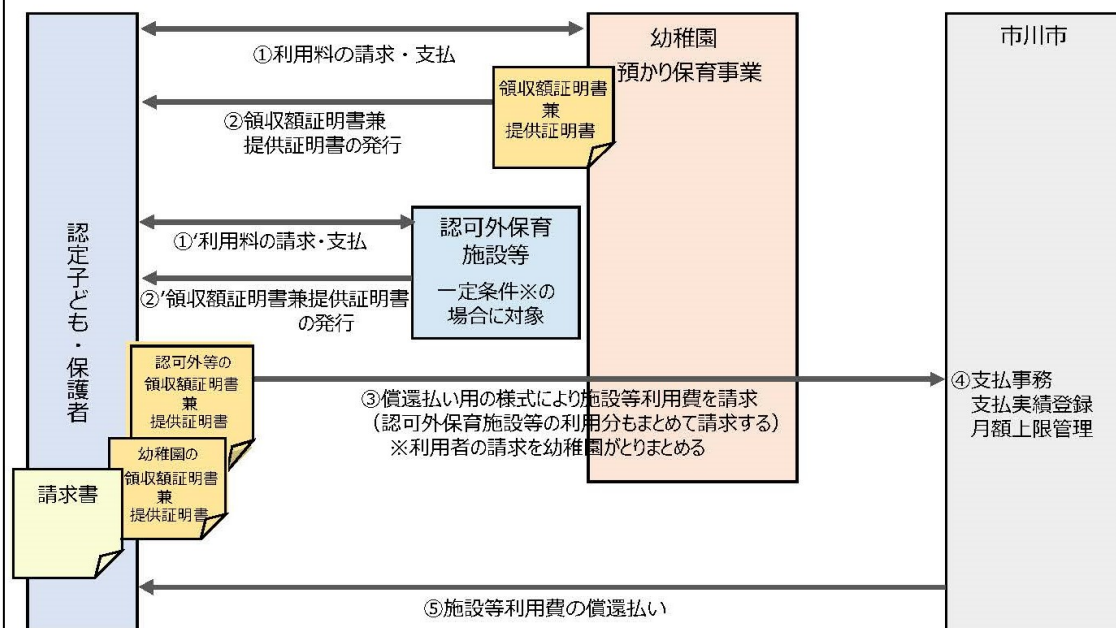 ①利用料の請求・支払
幼稚園
預かり保育事業
市川市
領収額証明書
兼
提供証明書
②領収額証明書兼
提供証明書の発行
認定子ども・保護者
①’利用料の請求・支払
認可外保育
施設等
一定条件※の
場合に対象
②’領収額証明書兼提供証明書
の発行
認可外等の
領収額証明書
兼
提供証明書
③償還払い用の様式により施設等利用費を請求
（認可外保育施設等の利用分もまとめて請求する）
※利用者の請求を幼稚園がとりまとめる
④支払事務
支払実績登録
月額上限管理
幼稚園の
領収額証明書
兼
提供証明書
請求書
⑤施設等利用費の償還払い